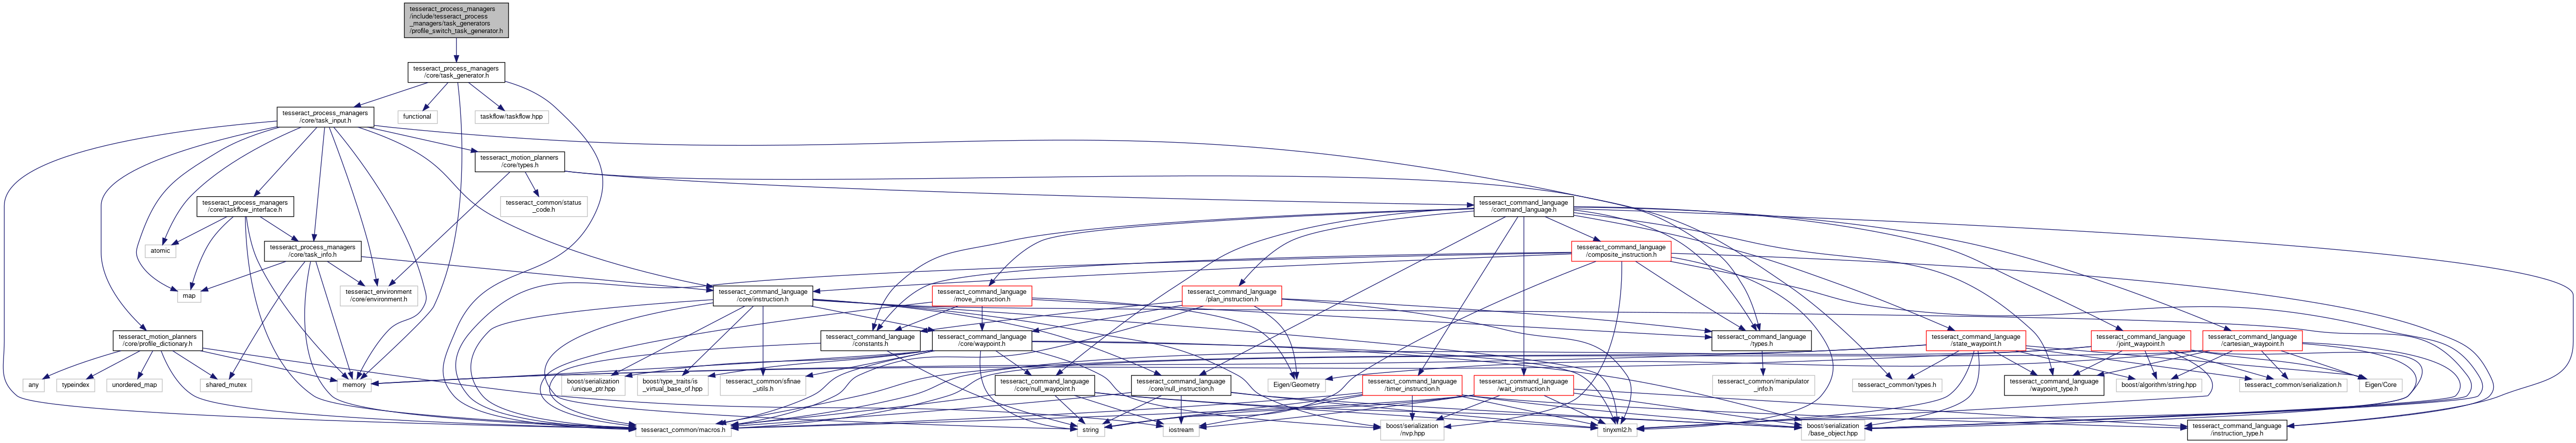 tesseract_process_managers
/include/tesseract_process
_managers/task_generators
/profile_switch_task_generator.h
tesseract_process_managers
/core/task_generator.h
tesseract_process_managers
/core/task_input.h
functional
taskflow/taskflow.hpp
tesseract_motion_planners
/core/types.h
tesseract_process_managers
/core/taskflow_interface.h
tesseract_common/status
_code.h
tesseract_command_language
/command_language.h
atomic
tesseract_process_managers
/core/task_info.h
tesseract_command_language
/composite_instruction.h
map
tesseract_environment
/core/environment.h
tesseract_command_language
/core/instruction.h
tesseract_command_language
/move_instruction.h
tesseract_command_language
/plan_instruction.h
tesseract_motion_planners
/core/profile_dictionary.h
tesseract_command_language
/constants.h
tesseract_command_language
/core/waypoint.h
tesseract_command_language
/types.h
tesseract_command_language
/state_waypoint.h
tesseract_command_language
/joint_waypoint.h
tesseract_command_language
/cartesian_waypoint.h
any
typeindex
unordered_map
shared_mutex
memory
boost/serialization
/unique_ptr.hpp
boost/type_traits/is
_virtual_base_of.hpp
tesseract_common/sfinae
_utils.h
tesseract_command_language
/core/null_waypoint.h
tesseract_command_language
/core/null_instruction.h
Eigen/Geometry
tesseract_command_language
/timer_instruction.h
tesseract_command_language
/wait_instruction.h
tesseract_common/manipulator
_info.h
tesseract_common/types.h
tesseract_command_language
/waypoint_type.h
boost/algorithm/string.hpp
tesseract_common/serialization.h
Eigen/Core
tesseract_common/macros.h
string
iostream
boost/serialization
/nvp.hpp
tinyxml2.h
boost/serialization
/base_object.hpp
tesseract_command_language
/instruction_type.h